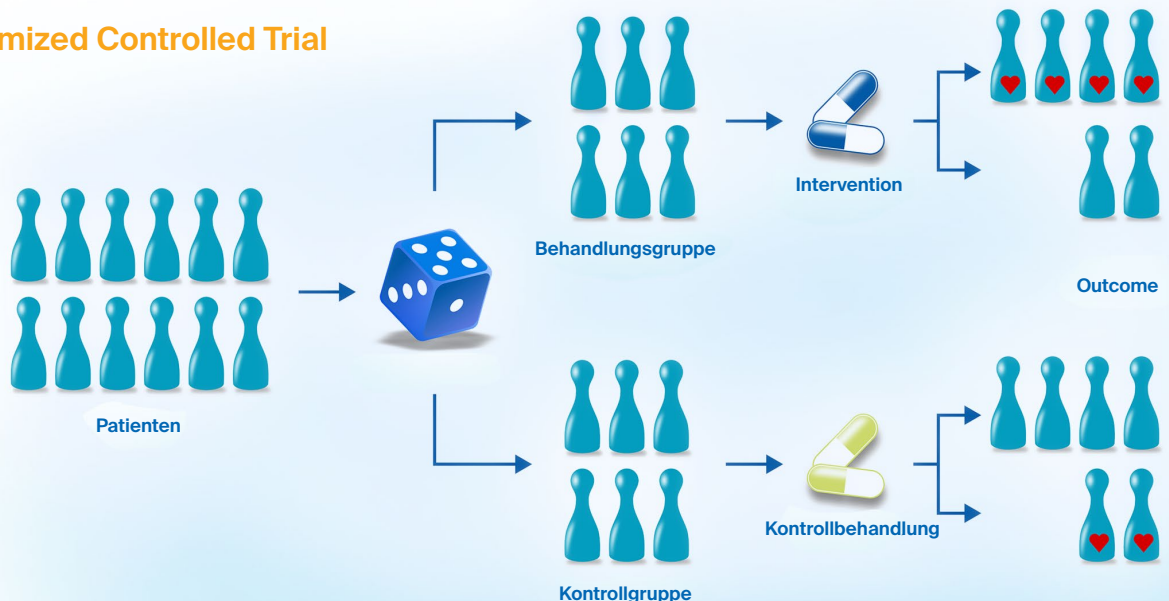 mized Controlled Trial
Behandlungsgruppe
Intervention
Outcome
Patienten
Kontrollbehandlung
Kontrollgruppe